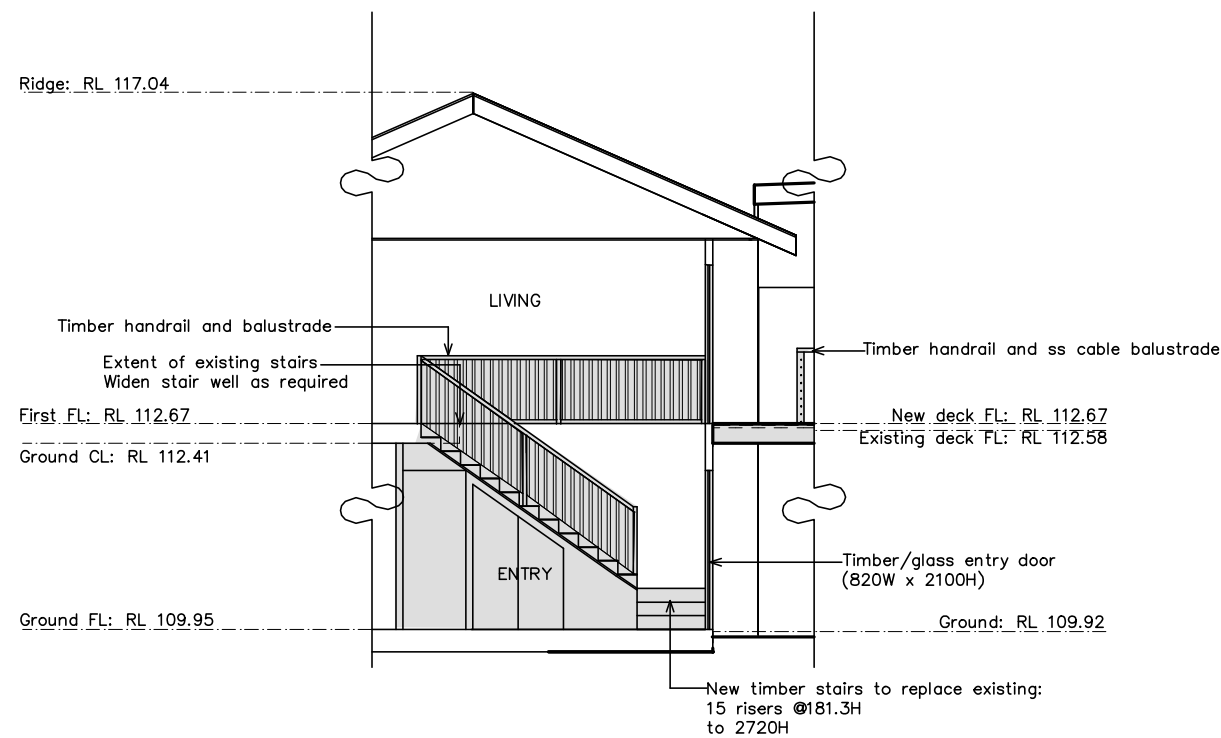 Ridge: RL 117.04
LIVING
Timber handrail and balustrade
Timber handrail and ss cable balustrade
Extent of existing stairs
Widen stair well as required
First FL: RL 112.67
New deck FL: RL 112.67
Existing deck FL: RL 112.58
Ground CL: RL 112.41
Timber/glass entry door
(820W x 2100H)
ENTRY
Ground FL: RL 109.95
Ground: RL 109.92
New timber stairs to replace existing:
15 risers @181.3H
to 2720H